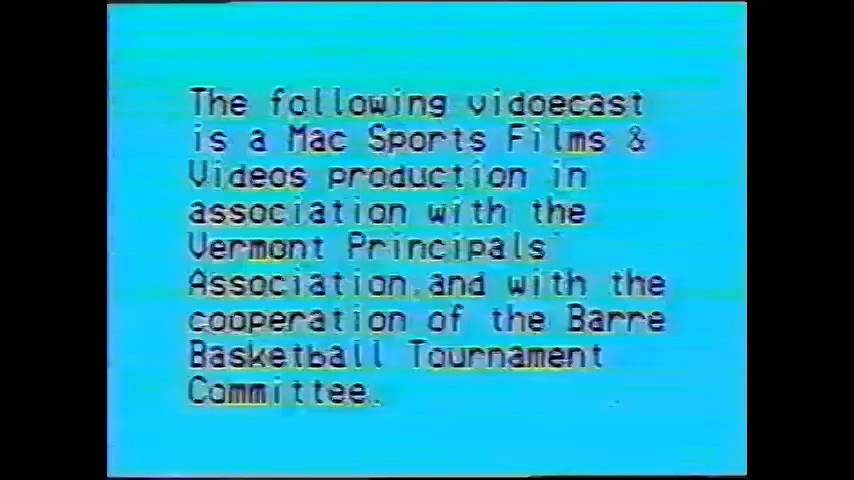 The following vidoecast
is a Mac Sports Films &
Videos production in
association with the
Vermont Principals'
Association,and with the
cooperation of the Barre
Basketball Tournament
Committee.